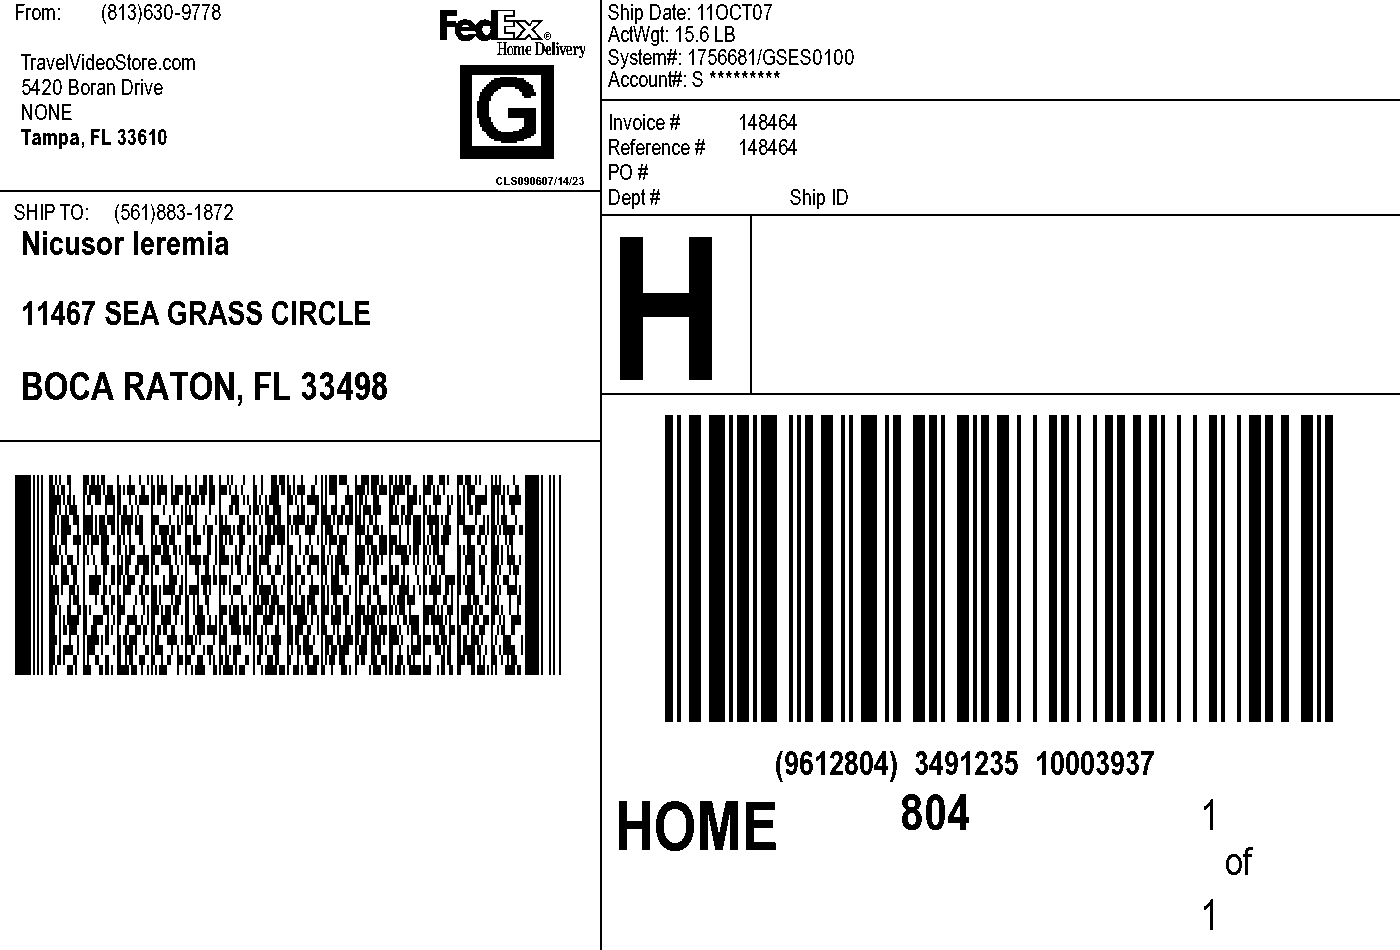 From: (813)630-9778
TravelVideoStore.com
5420 Boran Drive
NONE
Tampa, FL 33610
FedEx®
Home Delivery
G
CLS090607/14/23
SHIP TO: (561)883-1872
Nicusor Ieremia
11467 SEA GRASS CIRCLE
BOCA RATON, FL 33498
Ship Date: 11OCT07
ActWgt: 15.6 LB
System#: 1756681/GSES0100
Account#: S *********
Invoice # 148464
Reference # 148464
PO #
Dept # Ship ID
H
(9612804) 3491235 10003937
HOME 804 1
of
1